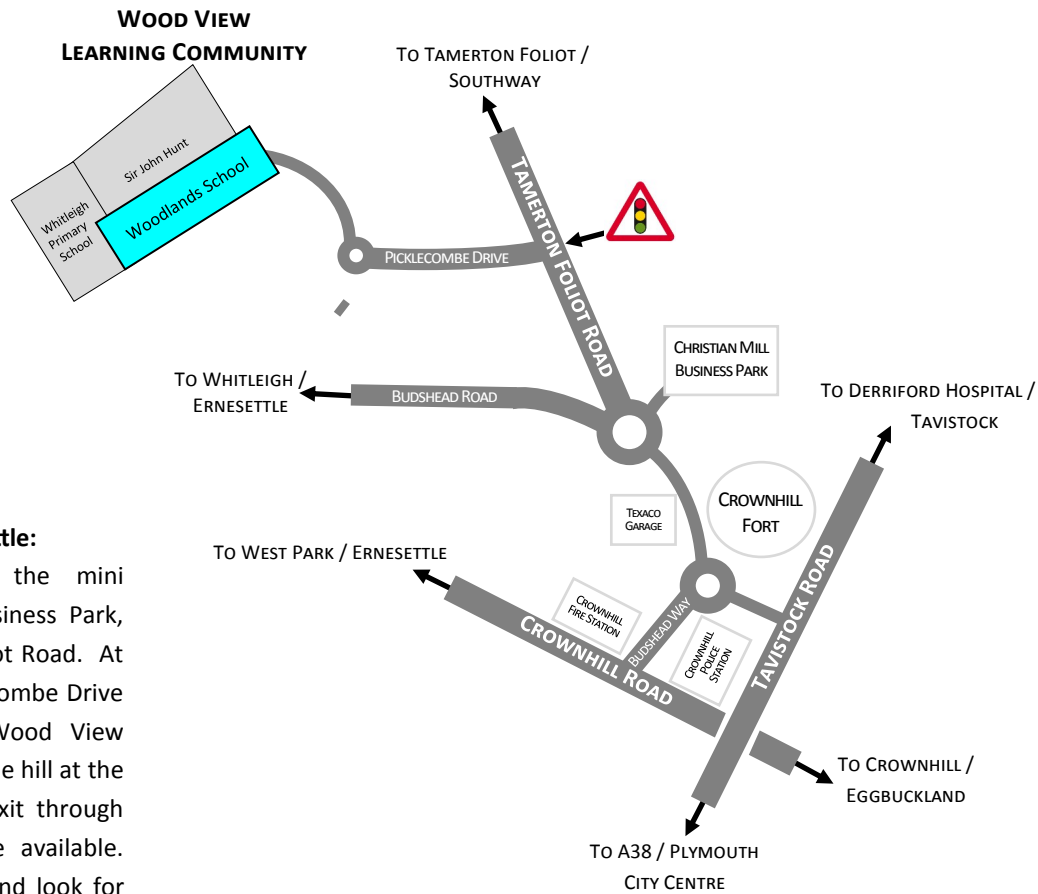 WOOD VIEW
LEARNING COMMUNITY
TO TAMERTON FOLIOT /
SOUTHWAY
Sir John Hunt
Woodlands School
Whitleigh
Primary
School
TAMERTON FOLIOT ROAD
PICKLECOMBE DRIVE
CHRISTIAN MILL
BUSINESS PARK
TO WHITLEIGH /
ERNESETTLE
BUDSHEAD ROAD
TO DERRIFORD HOSPITAL /
TAVISTOCK
TEXACO
GARAGE
CROWNHILL
FORT
TO WEST PARK / ERNESETTLE
CROWNHILL
FIRE STATION
BUDSHEAD WAY
CROWNHILL
POLICE
STATION
CROWNHILL ROAD
TAVISTOCK ROAD
TO CROWNHILL /
EGGBUCKLAND
TO A38 / PLYMOUTH
CITY CENTRE
ttle:
the mini
siness Park,
ot Road. At
ombe Drive
Wood View
e hill at the
xit through
e available.
nd look for